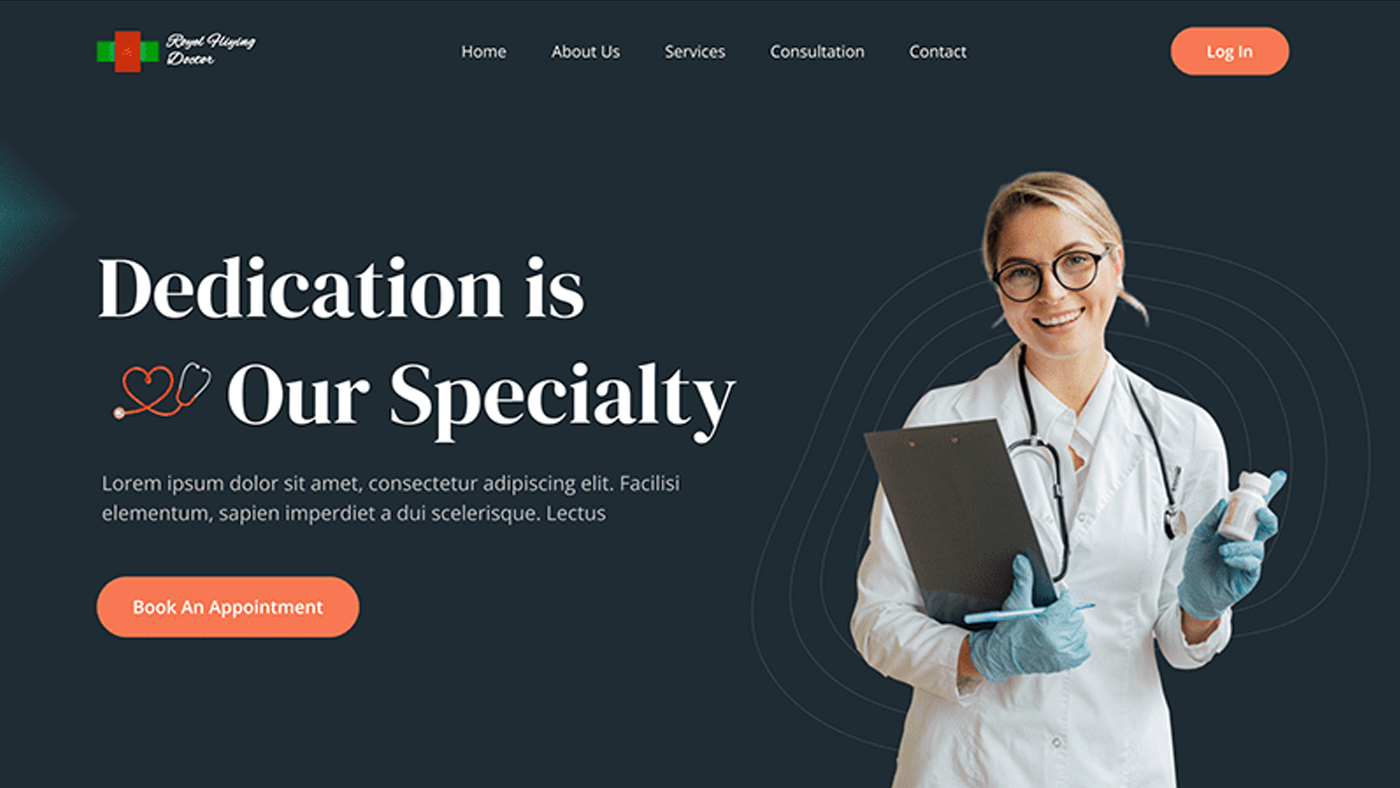 Royal Fliying
Doctor
Home
About Us
Services
Consultation
Contact
Log In
Dedication is
Our Specialty
Lorem ipsum dolor sit amet, consectetur adipiscing elit. Facilisi
elementum, sapien imperdiet a dui scelerisque. Lectus
Book An Appointment